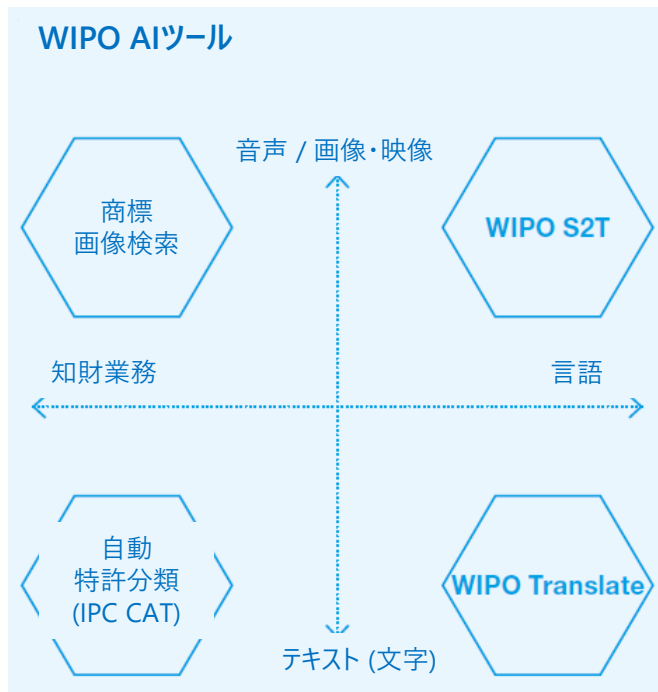 WIPO AIツール
音声 / 画像・映像
商標
画像検索
WIPO S2T
知財業務
言語
自動
特許分類
(IPC CAT)
WIPO Translate
テキスト (文字)